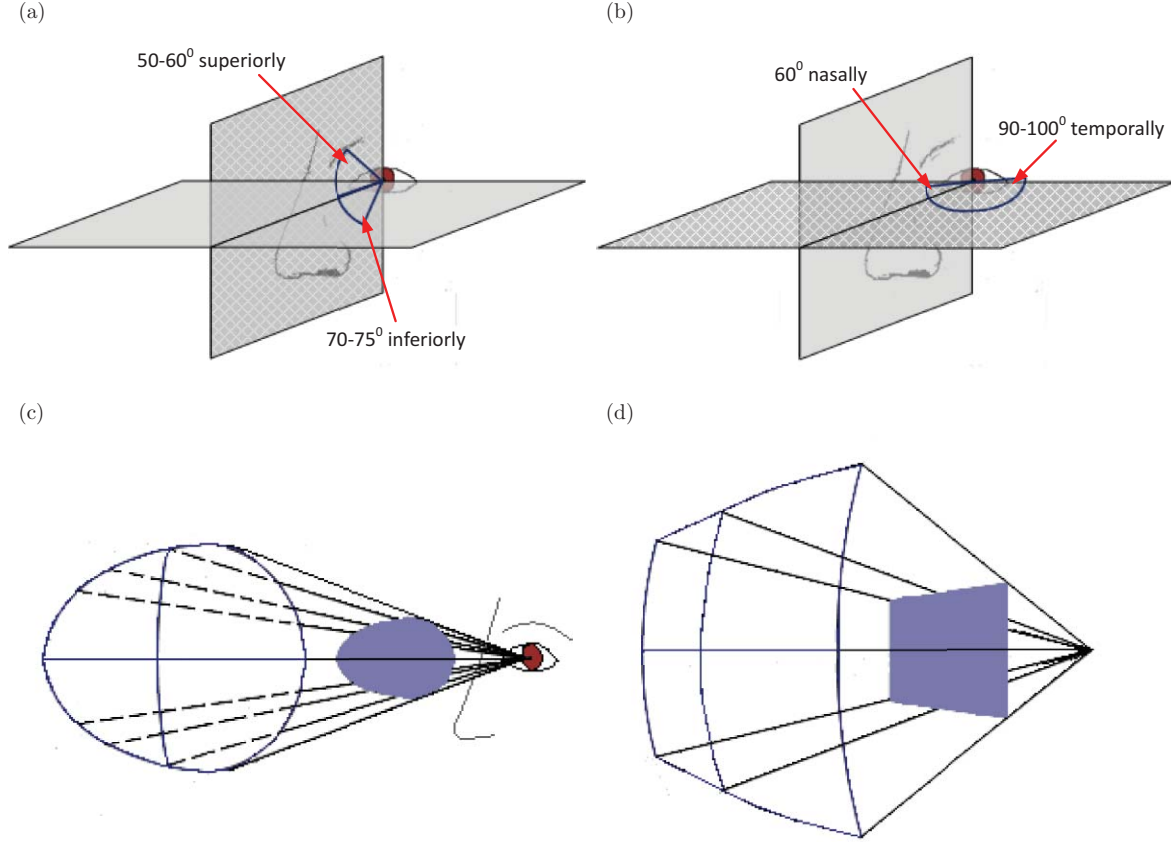 (a)
50-60⁰ superiorly
70-75⁰ inferiorly
(b)
60⁰ nasally
90-100⁰ temporally
(c)
(d)